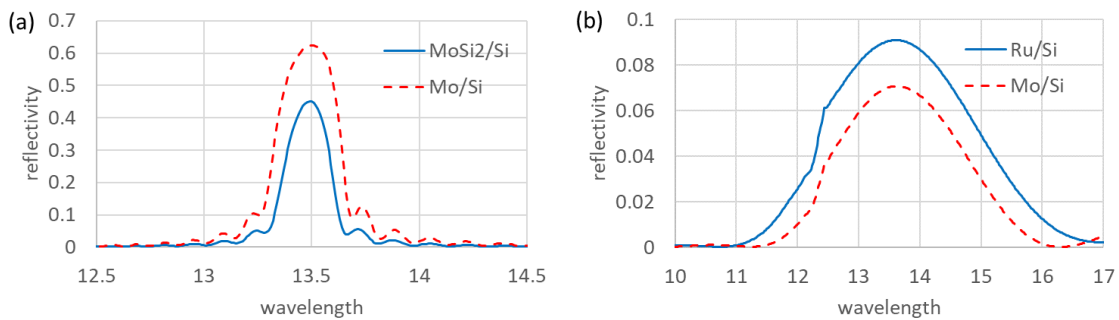 (a)
reflectivity
0.7
0.6
0.5
0.4
0.3
0.2
0.1
0
MoSi2/Si
Mo/Si
12.5 13 13.5 14 14.5
wavelength
(b)
reflectivity
0.1
0.08
0.06
0.04
0.02
0
Ru/Si
Mo/Si
10 11 12 13 14 15 16 17
wavelength